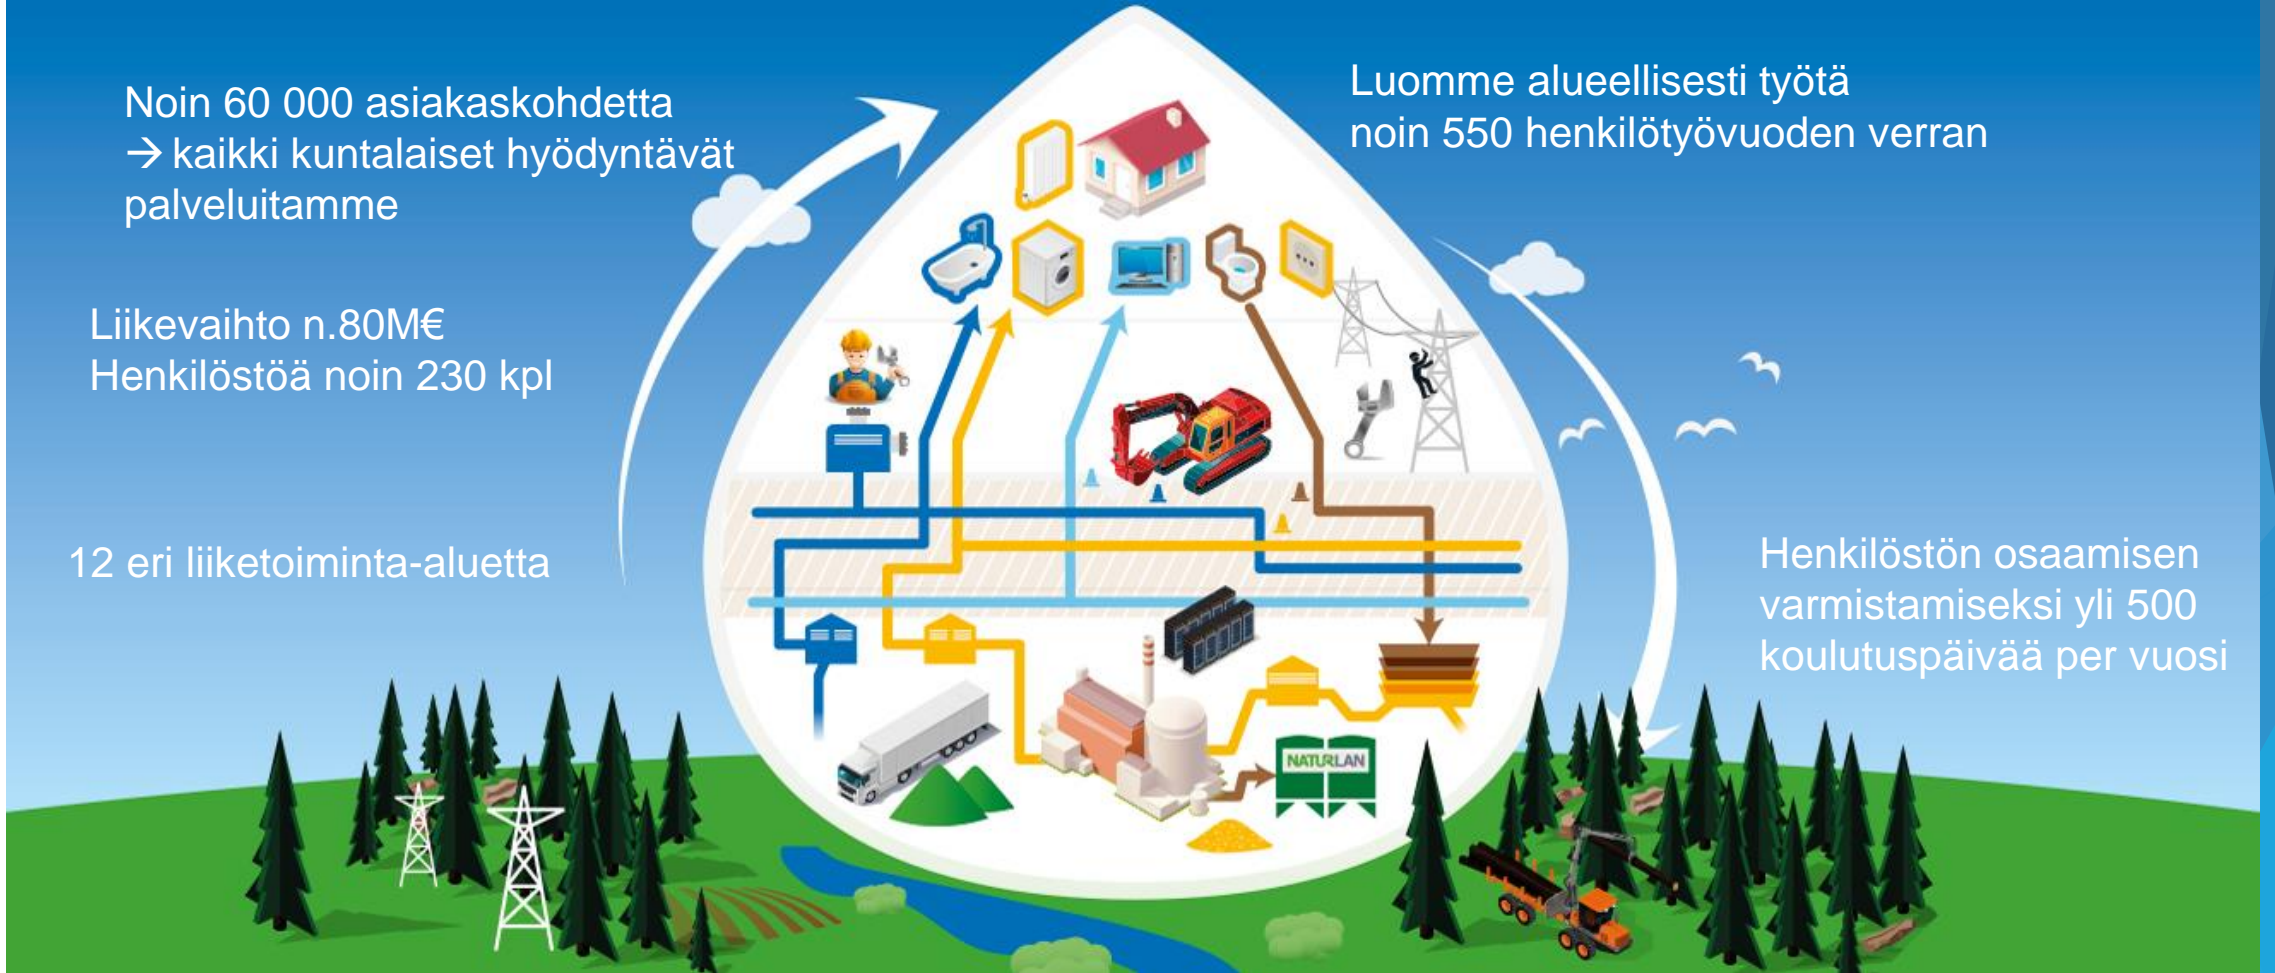 Noin 60 000 asiakaskohdetta
→ kaikki kuntalaiset hyödyntävät
palveluitamme
Liikevaihto n.80M€
Henkilöstöä noin 230 kpl
12 eri liiketoiminta-aluetta
Luomme alueellisesti työtä
noin 550 henkilötyövuoden verran
Henkilöstön osaamisen
varmistamiseksi yli 500
koulutuspäivää per vuosi
NATURLAN